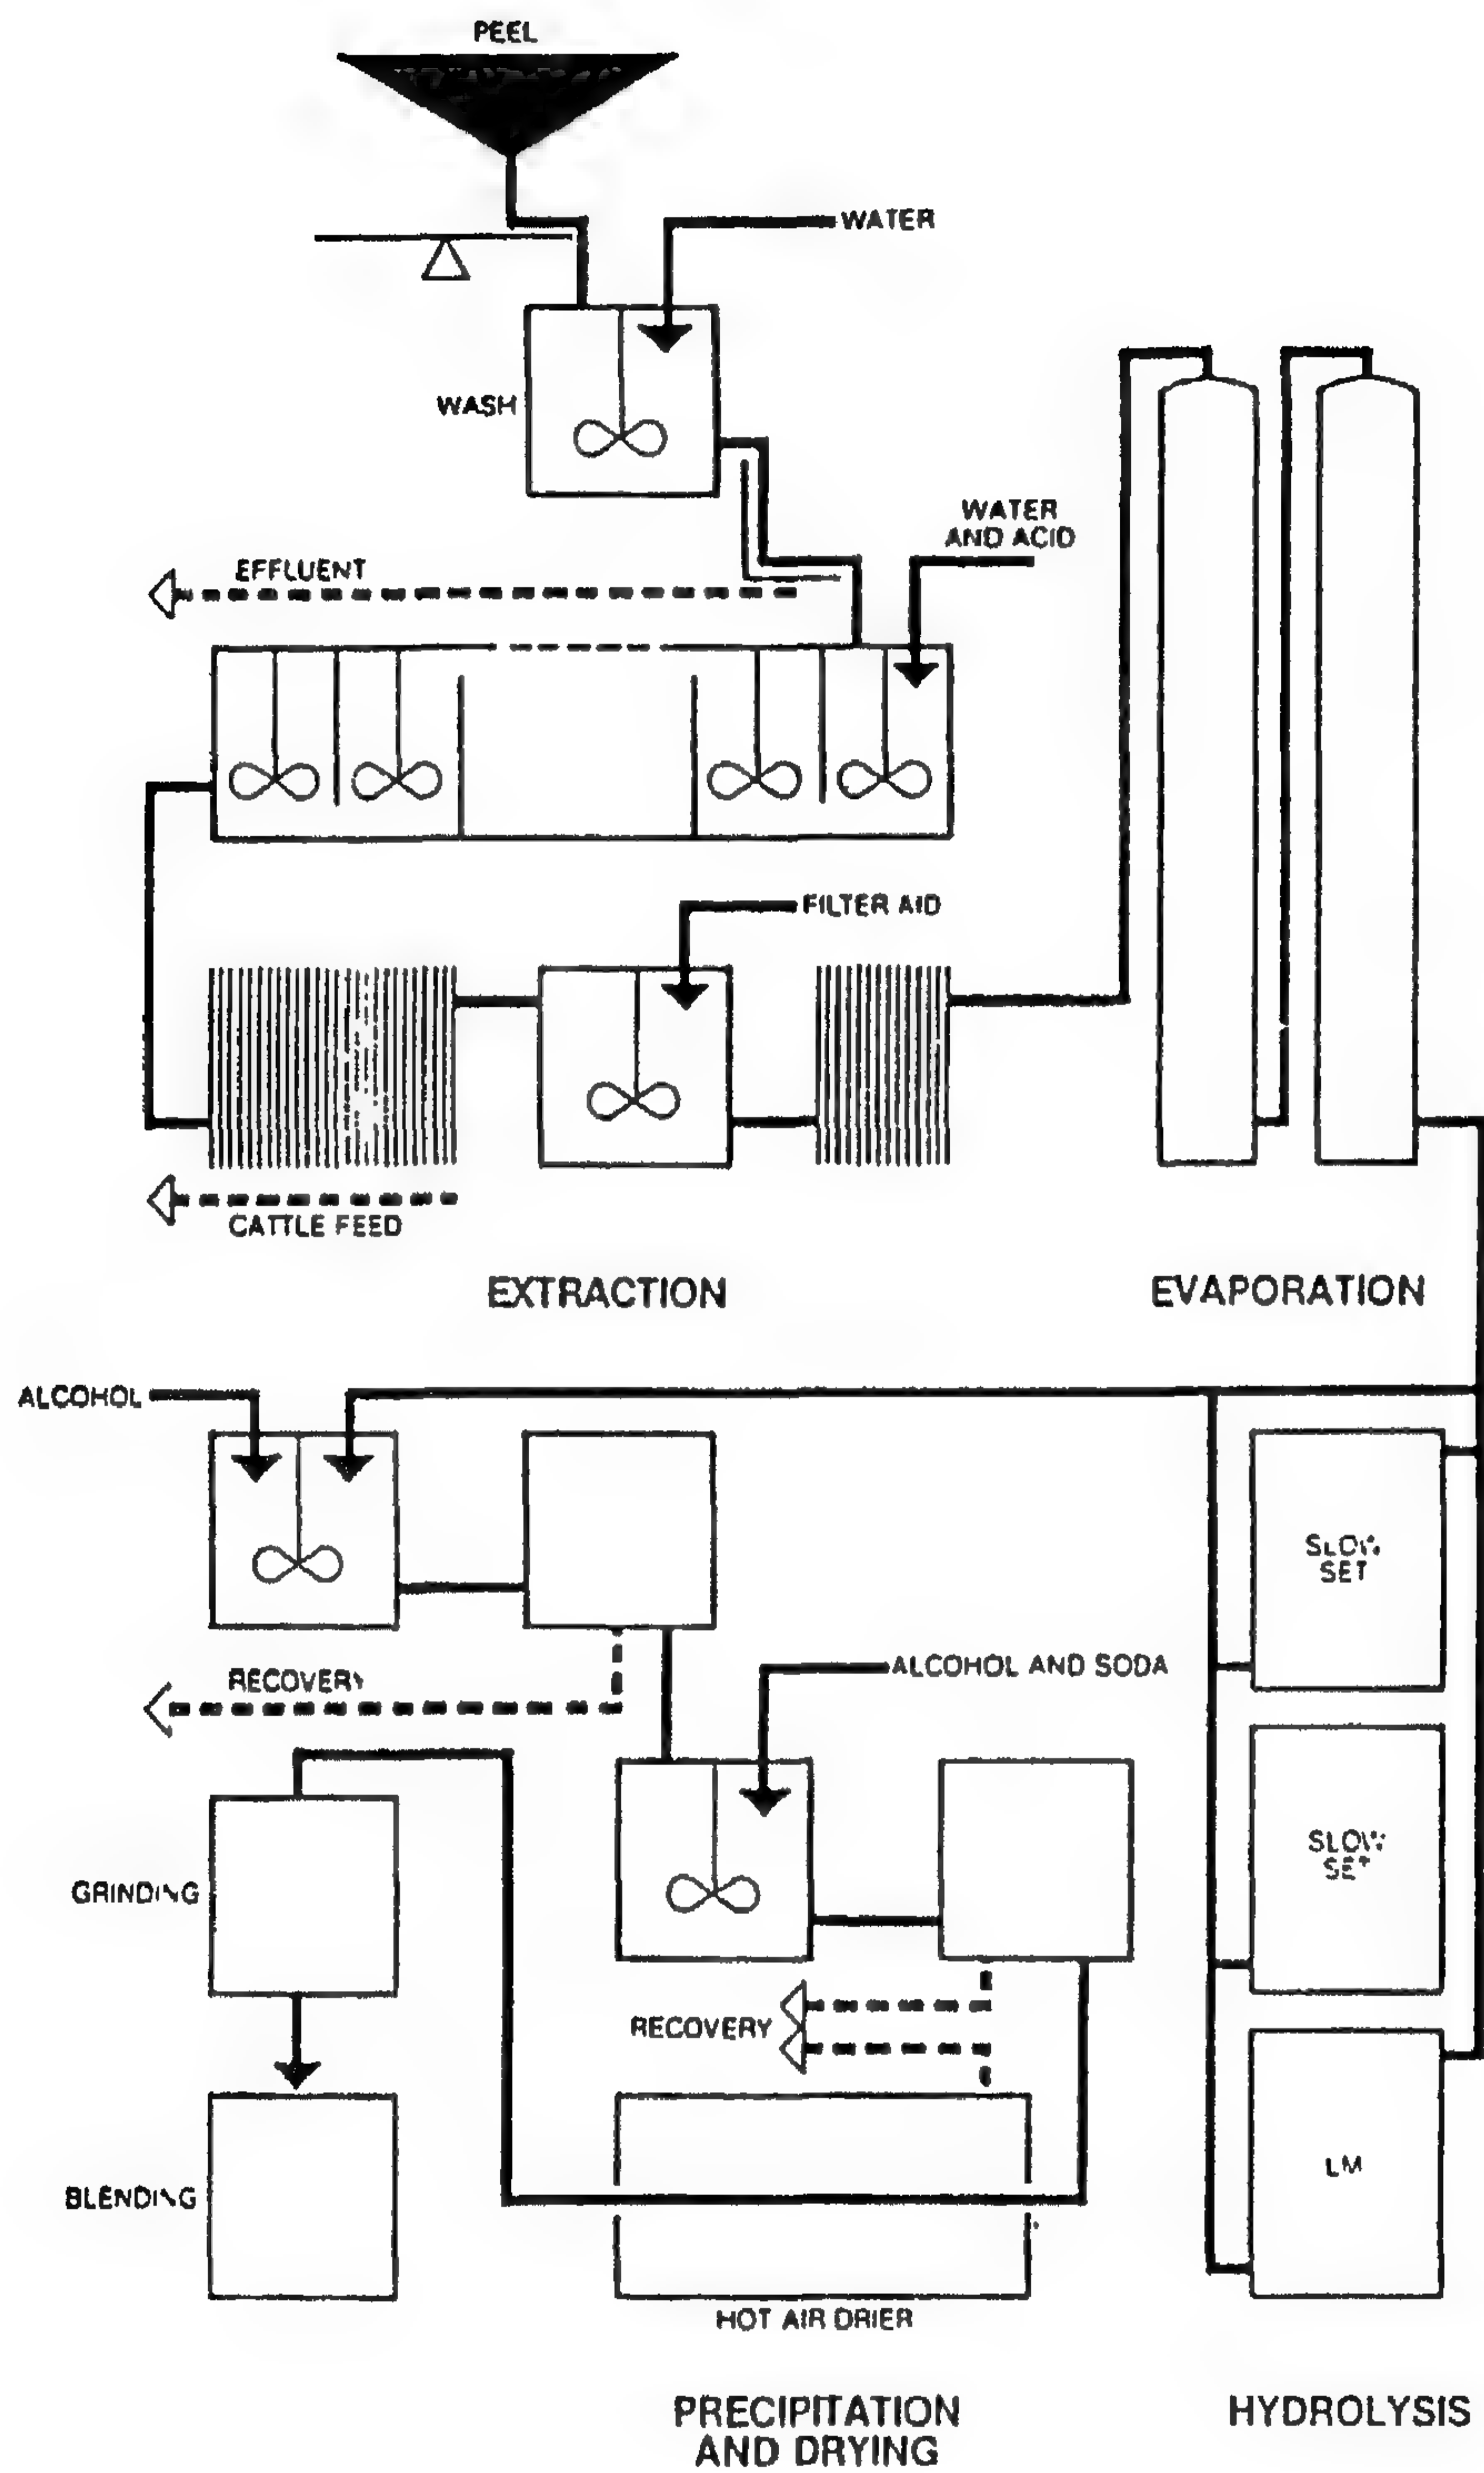 PEEL
WATER
WASH
WATER
AND ACID
EFFLUENT
FILTER AID
CATTLE FEED
EXTRACTION
EVAPORATION
ALCOHOL
SLOW
SET
RECOVERY
ALCOHOL AND SODA
SLOW
SET
GRINDING
RECOVERY
LM
BLENDING
HOT AIR DRIER
PRECIPITATION
AND DRYING
HYDROLYSIS